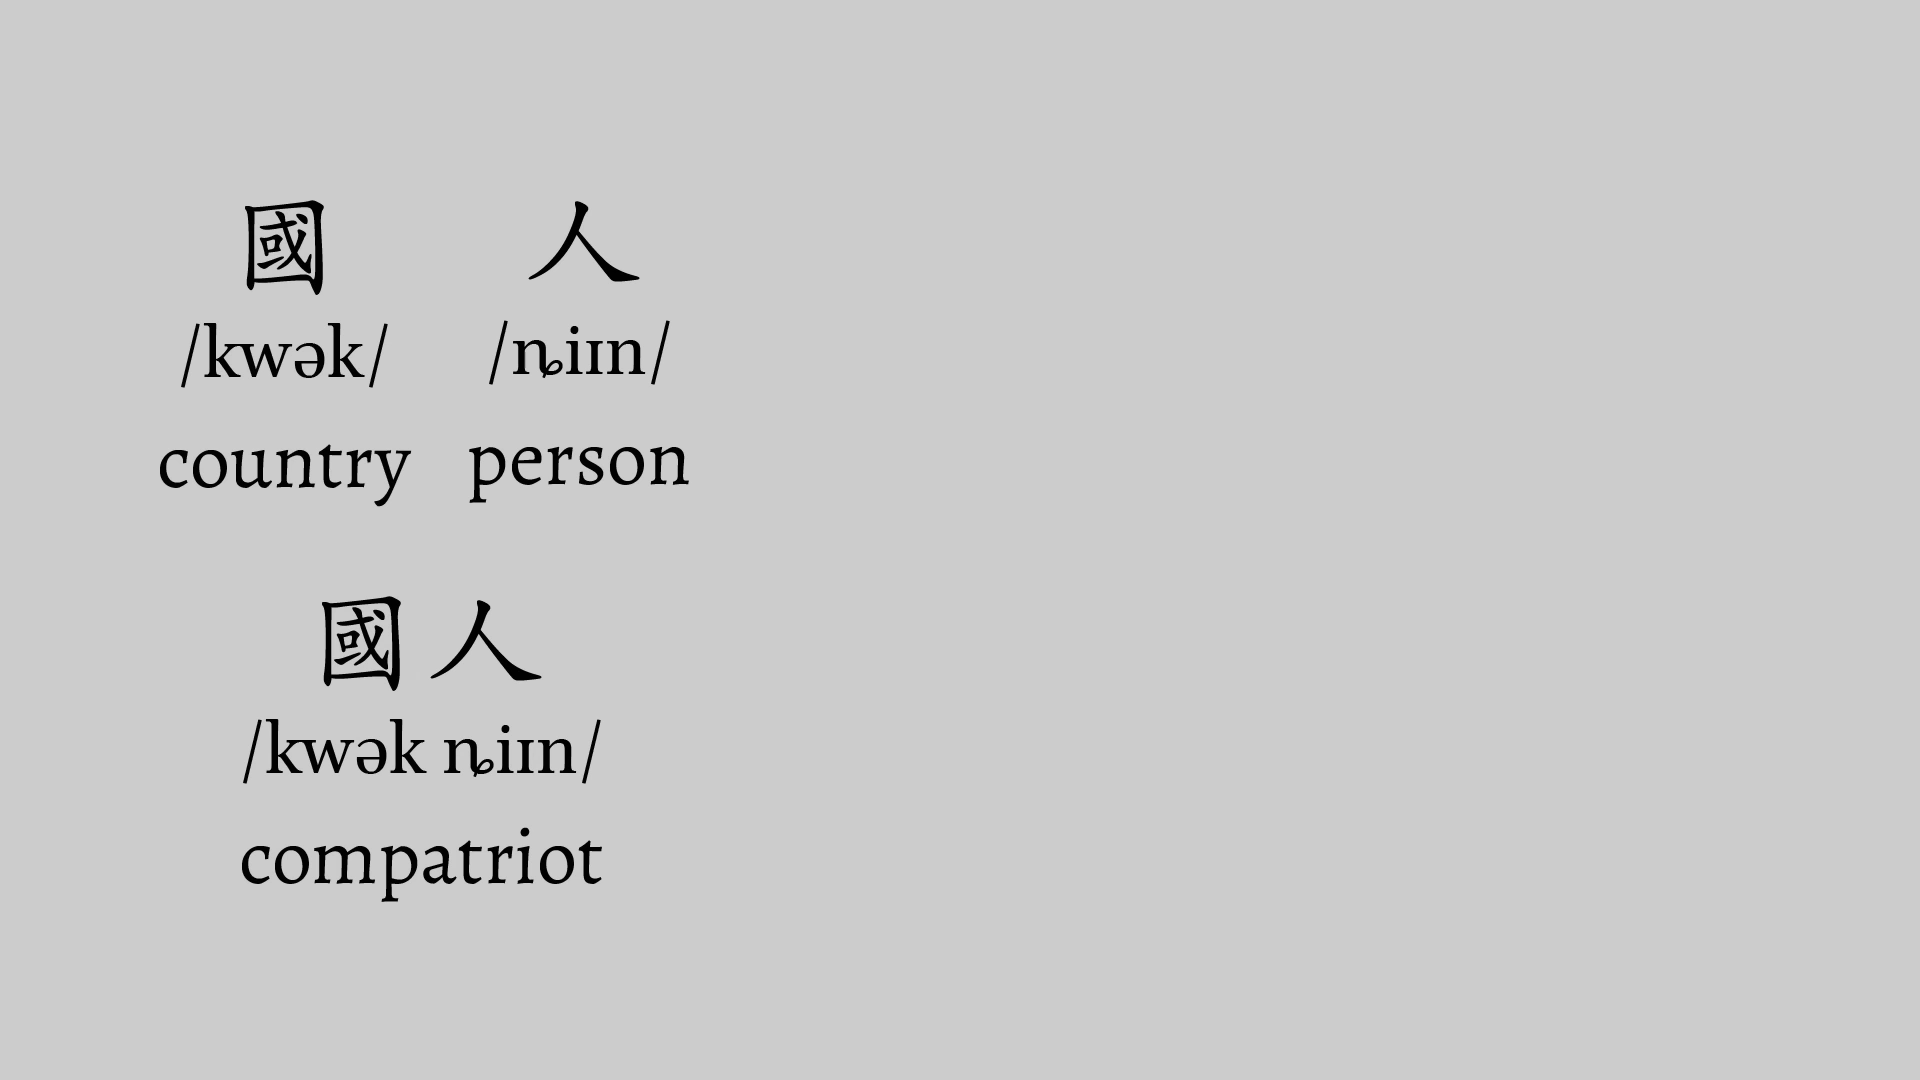 國 人
/kwək/ /ȵiɪn/
country person
國人
/kwək ȵiɪn/
compatriot